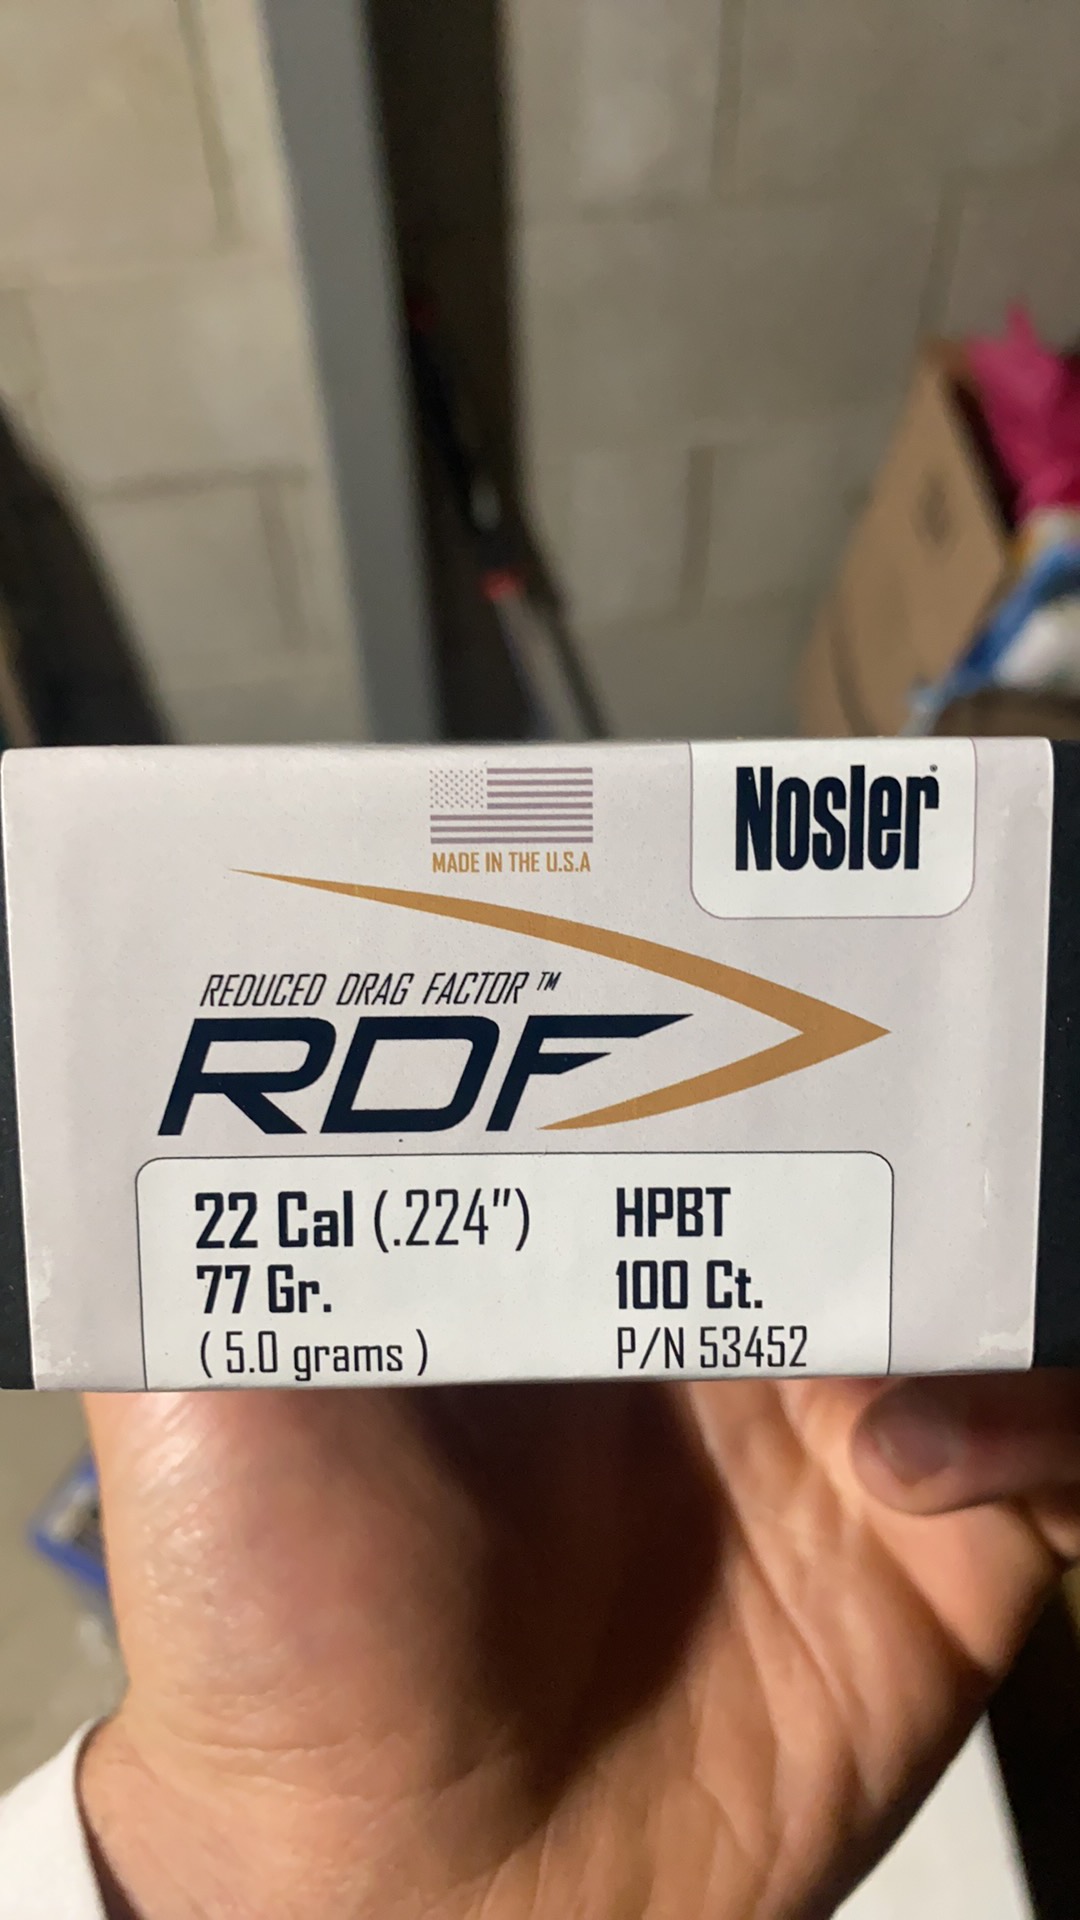 Nosler®
MADE IN THE U.S.A
REDUCED DRAG FACTOR™
RDF
22 Cal (.224") HPBT
77 Gr. 100 Ct.
(5.0 grams) P/N 53452